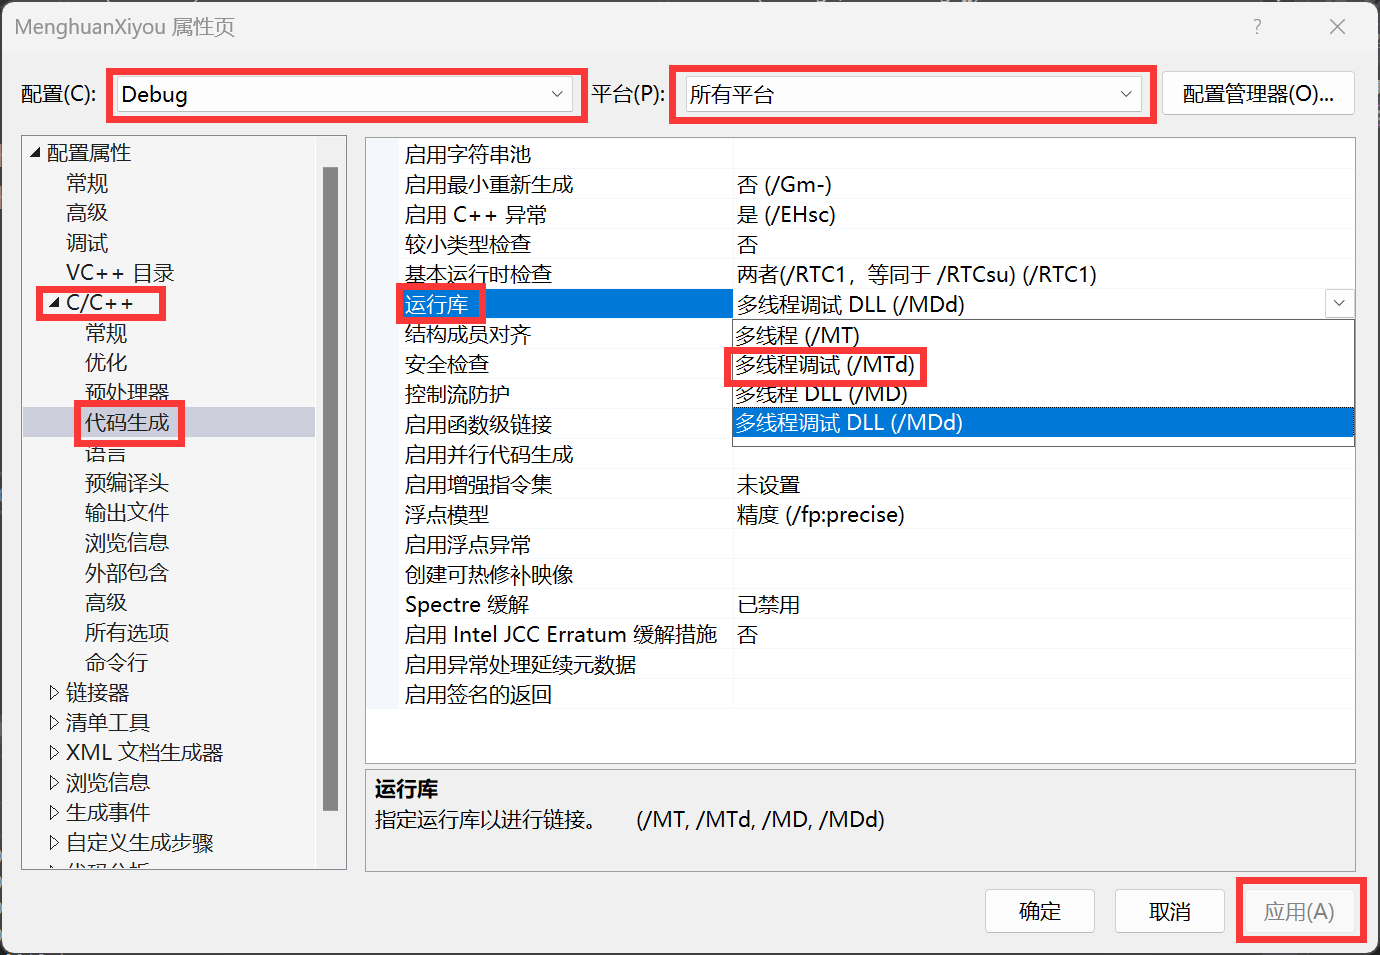 MenghuanXiyou 属性页
配置(C): Debug 平台(P): 所有平台 配置管理器(O)...
配置属性
常规
高级
调试
VC++ 目录
C/C++
常规
优化
预处理器
代码生成
语言
预编译头
输出文件
浏览信息
外部包含
高级
所有选项
命令行
链接器
清单工具
XML 文档生成器
浏览信息
生成事件
自定义生成步骤
代码分析
启用字符串池
启用最小重新生成 否 (/Gm-)
启用 C++ 异常 是 (/EHsc)
较小类型检查 否
基本运行时检查 两者(/RTC1，等同于 /RTCsu) (/RTC1)
运行库 多线程调试 DLL (/MDd)
结构成员对齐 多线程 (/MT)
安全检查 多线程调试 (/MTd)
控制流防护 多线程 DLL (/MD)
启用函数级链接 多线程调试 DLL (/MDd)
启用并行代码生成
启用增强指令集 未设置
浮点模型 精度 (/fp:precise)
启用浮点异常
创建可热修补映像
Spectre 缓解 已禁用
启用 Intel JCC Erratum 缓解措施 否
启用异常处理延续元数据
启用签名的返回
运行库
指定运行库以进行链接。 (/MT, /MTd, /MD, /MDd)
确定 取消 应用(A)